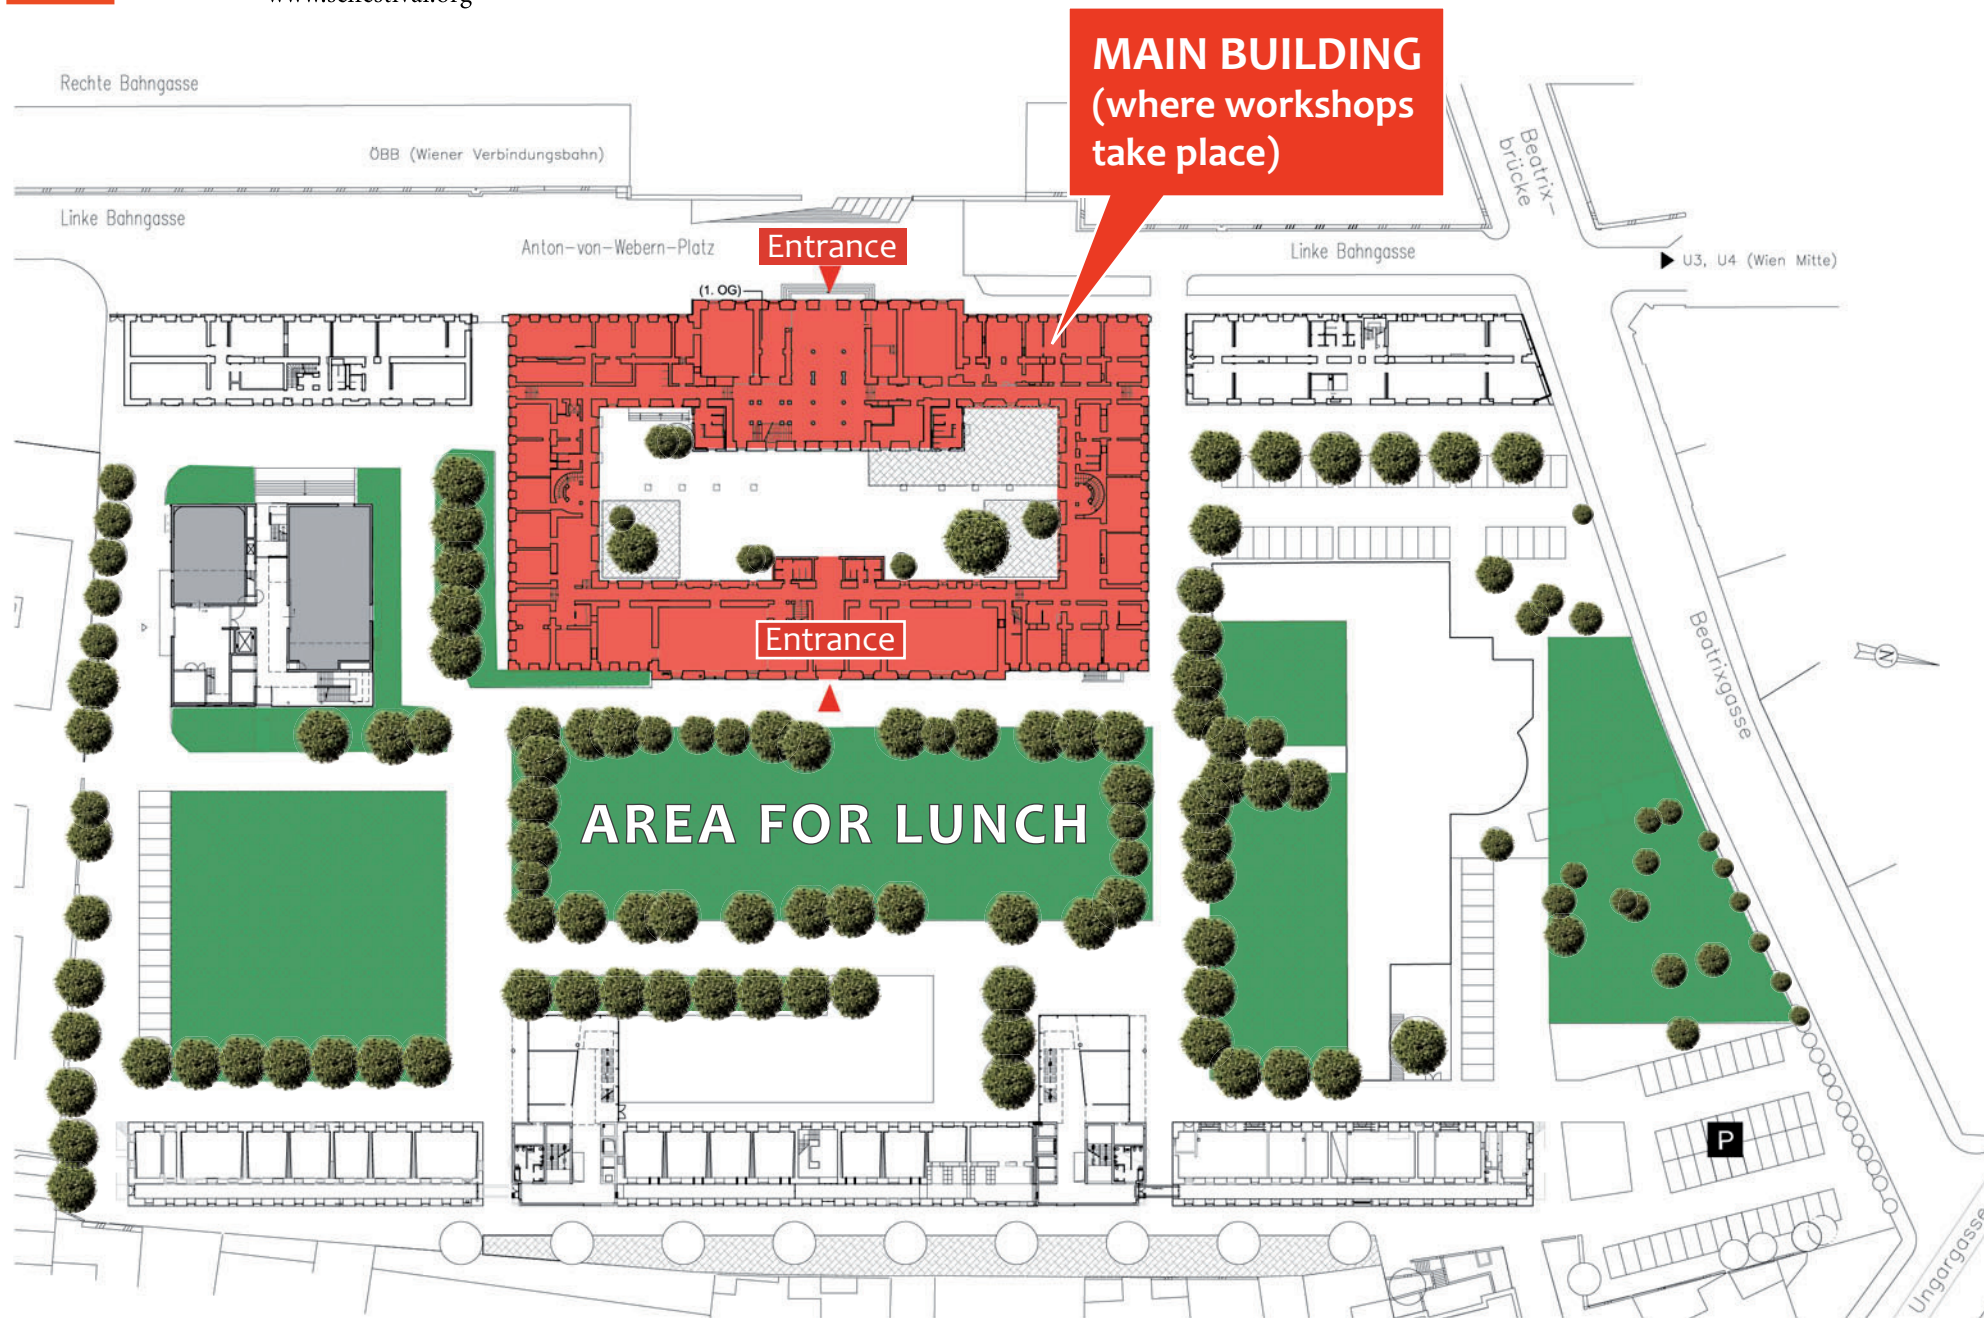 Rechte Bahngasse
ÖBB (Wiener Verbindungsbahn)
Linke Bahngasse
Anton-von-Webern-Platz
Entrance
(1. OG)
MAIN BUILDING
(where workshops
take place)
Linke Bahngasse
Beatrix-
brücke
U3, U4 (Wien Mitte)
Entrance
Beatrixgasse
N
AREA FOR LUNCH
P
Ungargasse